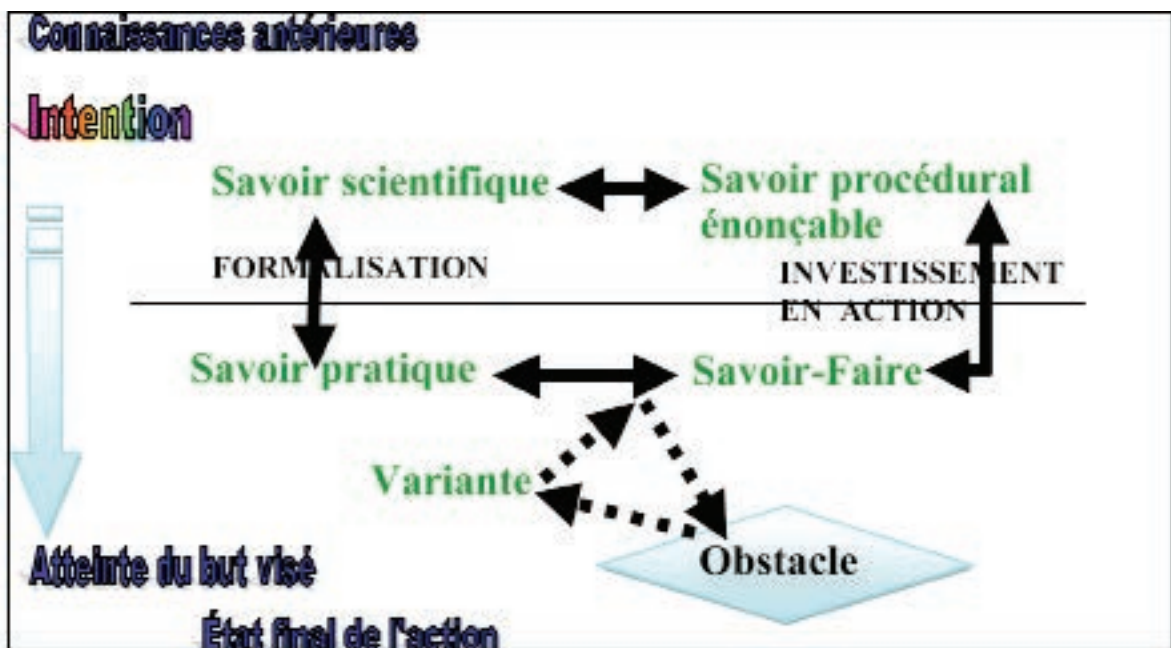 Connaissances antérieures
Intention
Savoir scientifique
Savoir procédural
énonçable
FORMALISATION
INVESTISSEMENT
EN ACTION
Savoir pratique
Savoir-Faire
Variante
Obstacle
Atteinte du but visé
État final de l'action